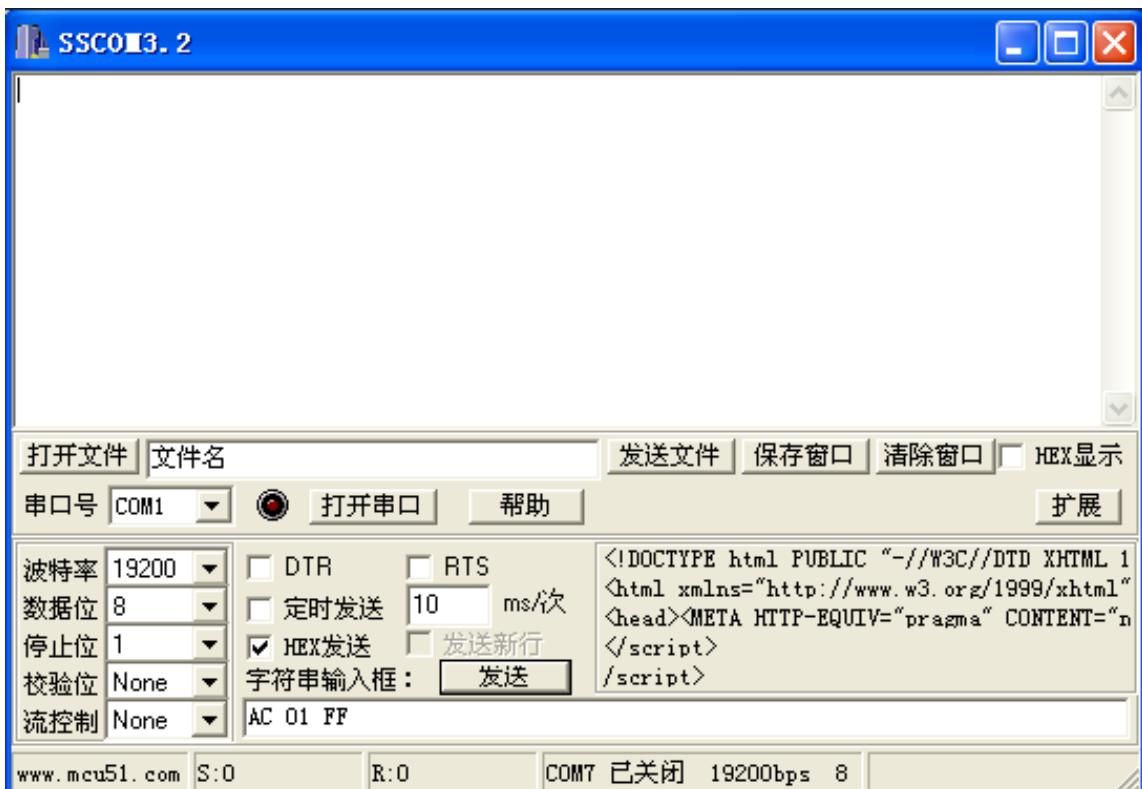 SSCOM3.2
打开文件 文件名 发送文件 保存窗口 清除窗口 HEX显示
串口号 COM1 打开串口 帮助 扩展
波特率 19200 DTR RTS
数据位 8 定时发送 10 ms/次
停止位 1 HEX发送 发送新行
校验位 None 字符串输入框： 发送
流控制 None AC 01 FF
<!DOCTYPE html PUBLIC "-//W3C//DTD XHTML 1
<html xmlns="http://www.w3.org/1999/xhtml"
<head><META HTTP-EQUIV="pragma" CONTENT="n
</script>
/script>
www.mcu51.com S:0 R:0 COM7 已关闭 19200bps 8